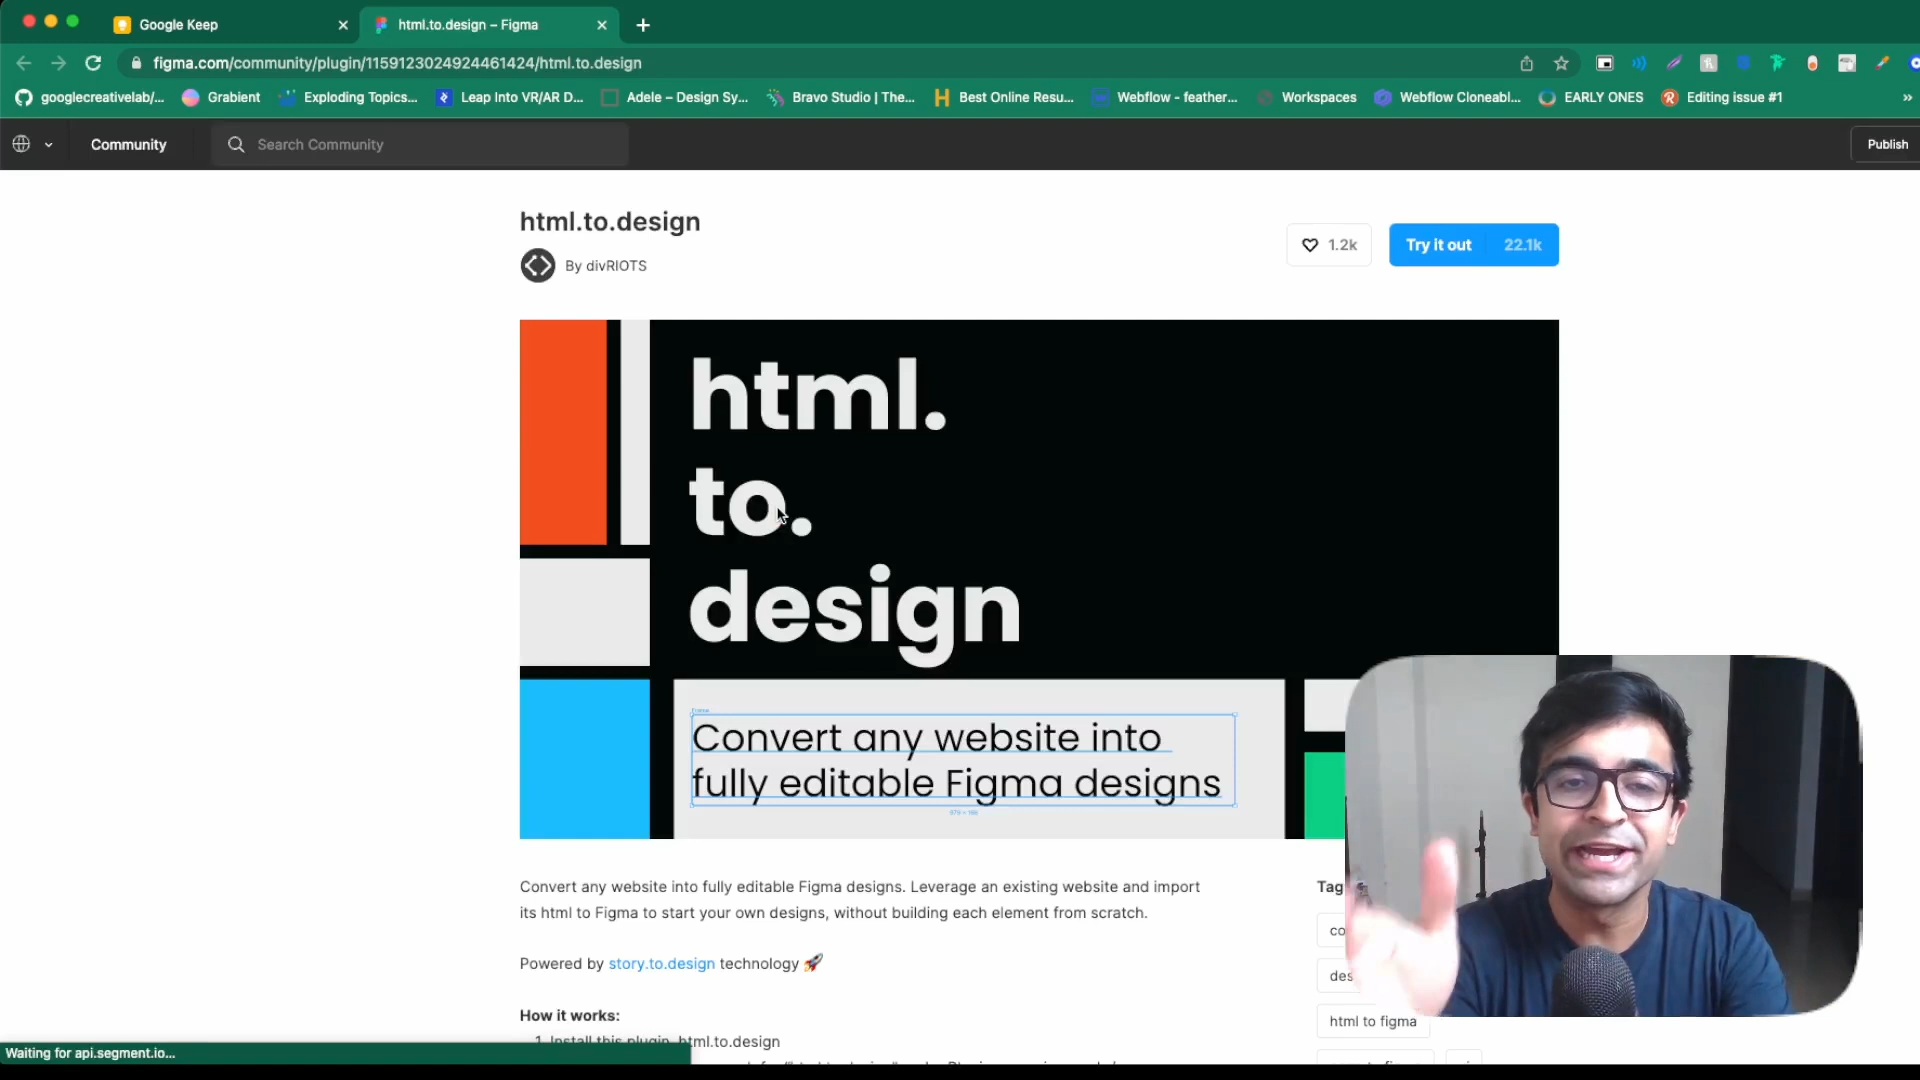 Google Keep
html.to.design – Figma
figma.com/community/plugin/1159123024924461424/html.to.design
googlecreativelab/...
Grabient
Exploding Topics...
Leap Into VR/AR D...
Adele – Design Sy...
Bravo Studio | The...
Best Online Resu...
Webflow - feather...
Workspaces
Webflow Cloneabl...
EARLY ONES
Editing issue #1
Community
Search Community
Publish
html.to.design
By divRIOTS
1.2k
Try it out 22.1k
html.
to.
design
Convert any website into
fully editable Figma designs
Convert any website into fully editable Figma designs. Leverage an existing website and import
its html to Figma to start your own designs, without building each element from scratch.
Tag
co
des
Powered by story.to.design technology 🚀
How it works:
html to figma
1. Install this plugin html.to.design
Waiting for api.segment.io...